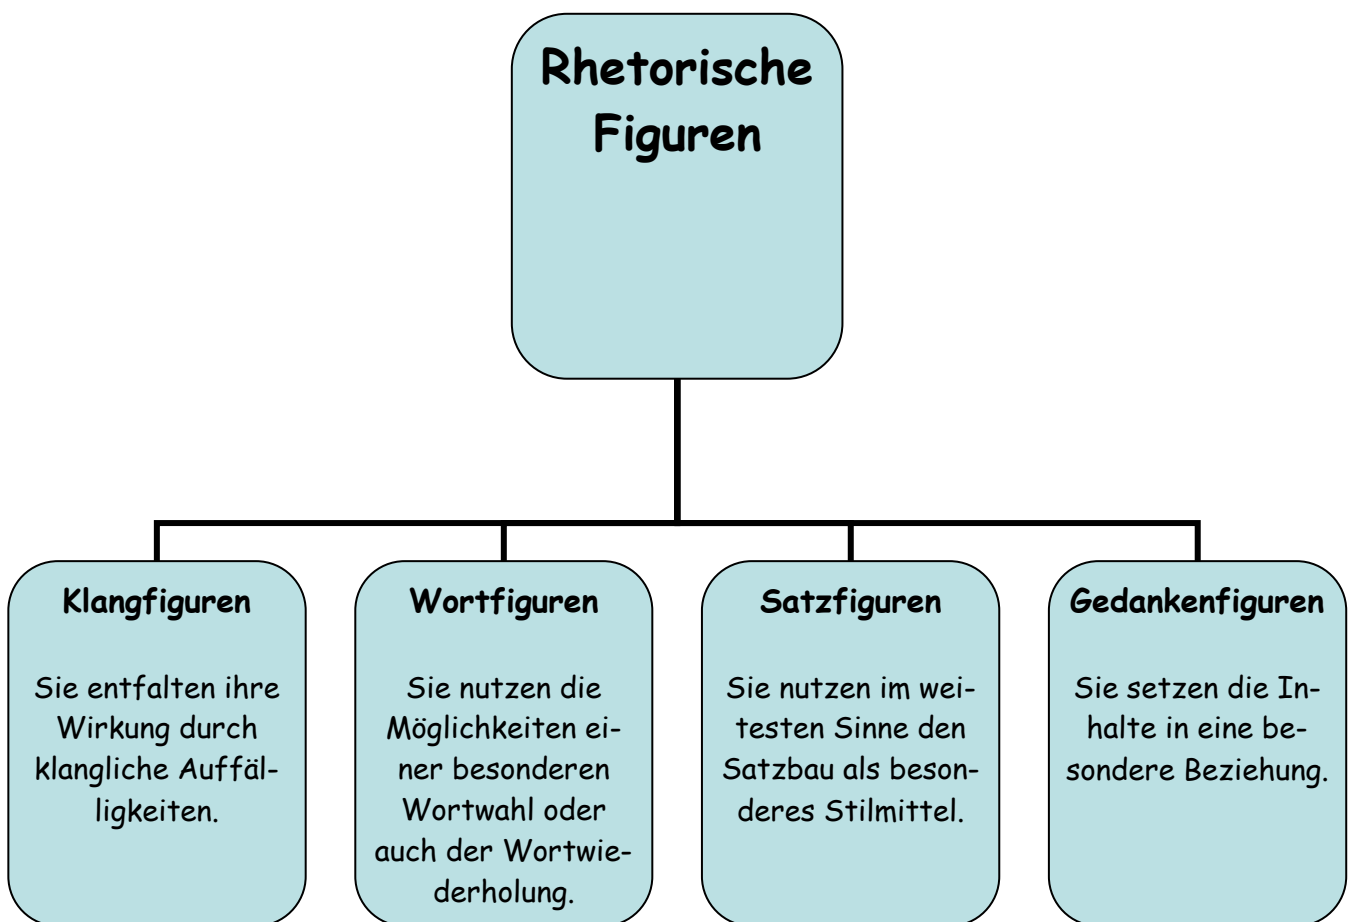 Rhetorische
Figuren
Klangfiguren
Sie entfalten ihre
Wirkung durch
klangliche Auffäl-
ligkeiten.
Wortfiguren
Sie nutzen die
Möglichkeiten ei-
ner besonderen
Wortwahl oder
auch der Wortwie-
derholung.
Satzfiguren
Sie nutzen im wei-
testen Sinne den
Satzbau als beson-
deres Stilmittel.
Gedankenfiguren
Sie setzen die In-
halte in eine be-
sondere Beziehung.